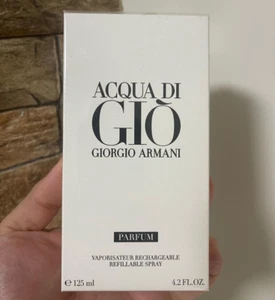 ACQUA DI
GIÒ
GIORGIO ARMANI
PARFUM
VAPORISATEUR RECHARGEABLE
REFILLABLE SPRAY
℮ 125 ml 4.2 FL.OZ.